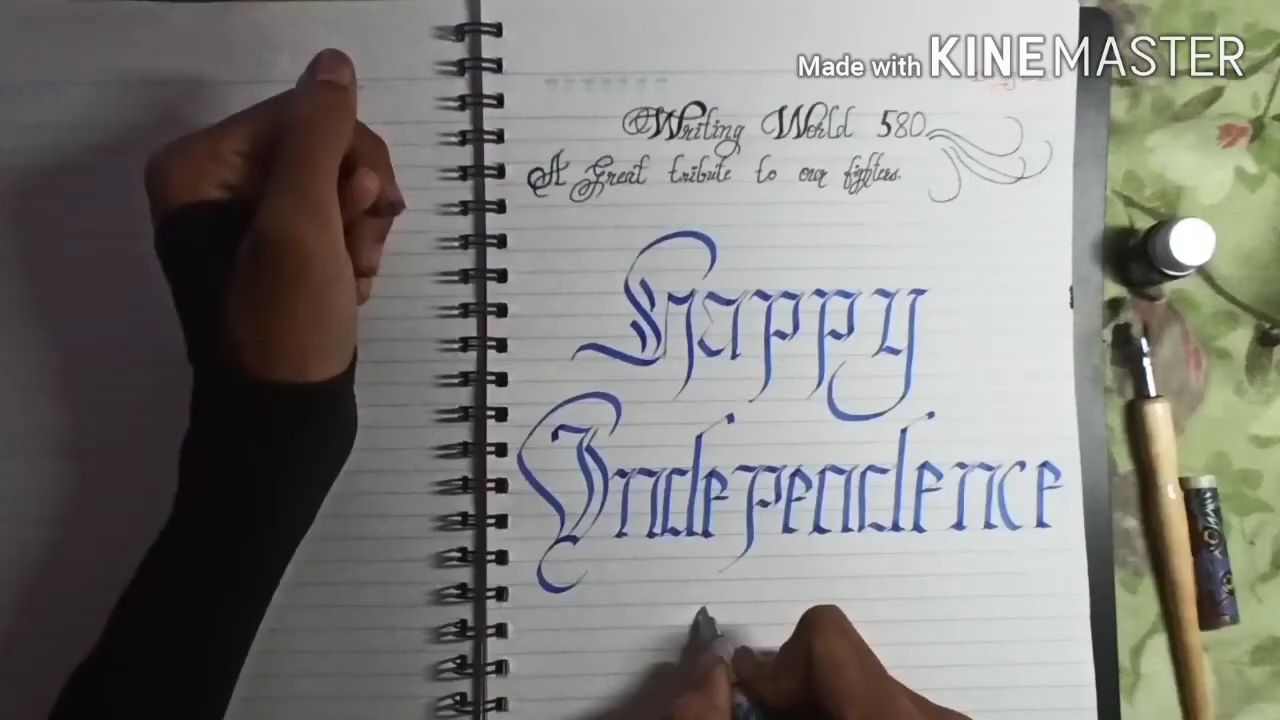 Made with KINEMASTER
Writing World 580
A Great tribute to our fighters.
Happy
Independence